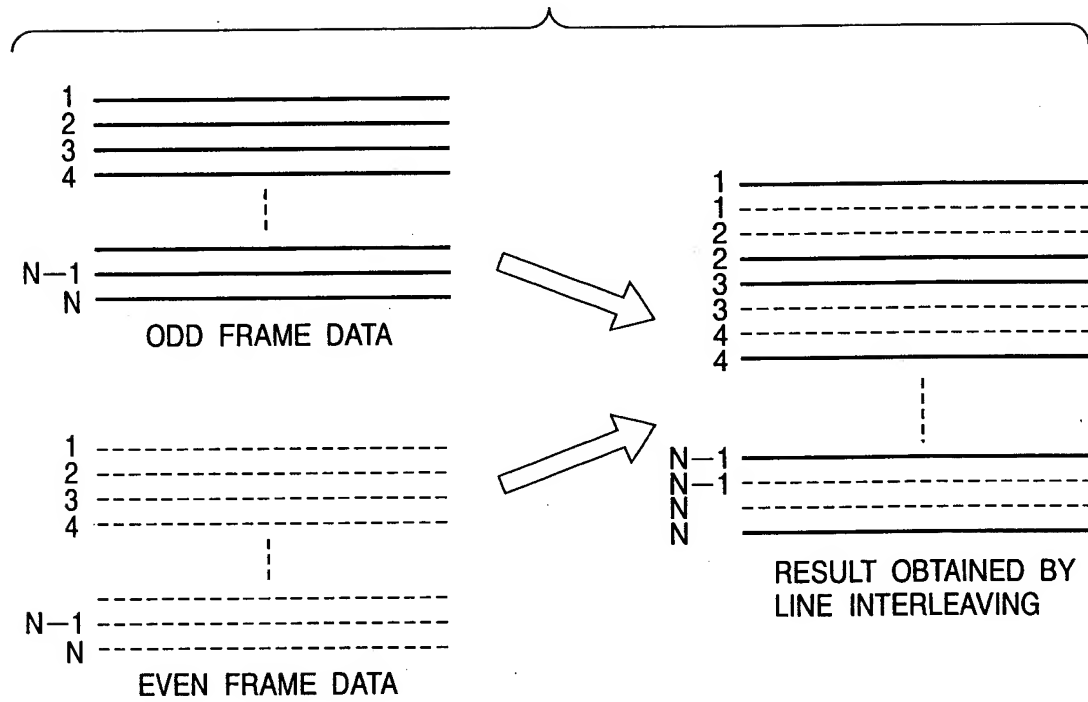 1
2
3
4
N-1
N
ODD FRAME DATA
1
2
3
4
N-1
N
EVEN FRAME DATA
1
1
2
2
3
3
4
4
N-1
N-1
N
N
RESULT OBTAINED BY
LINE INTERLEAVING